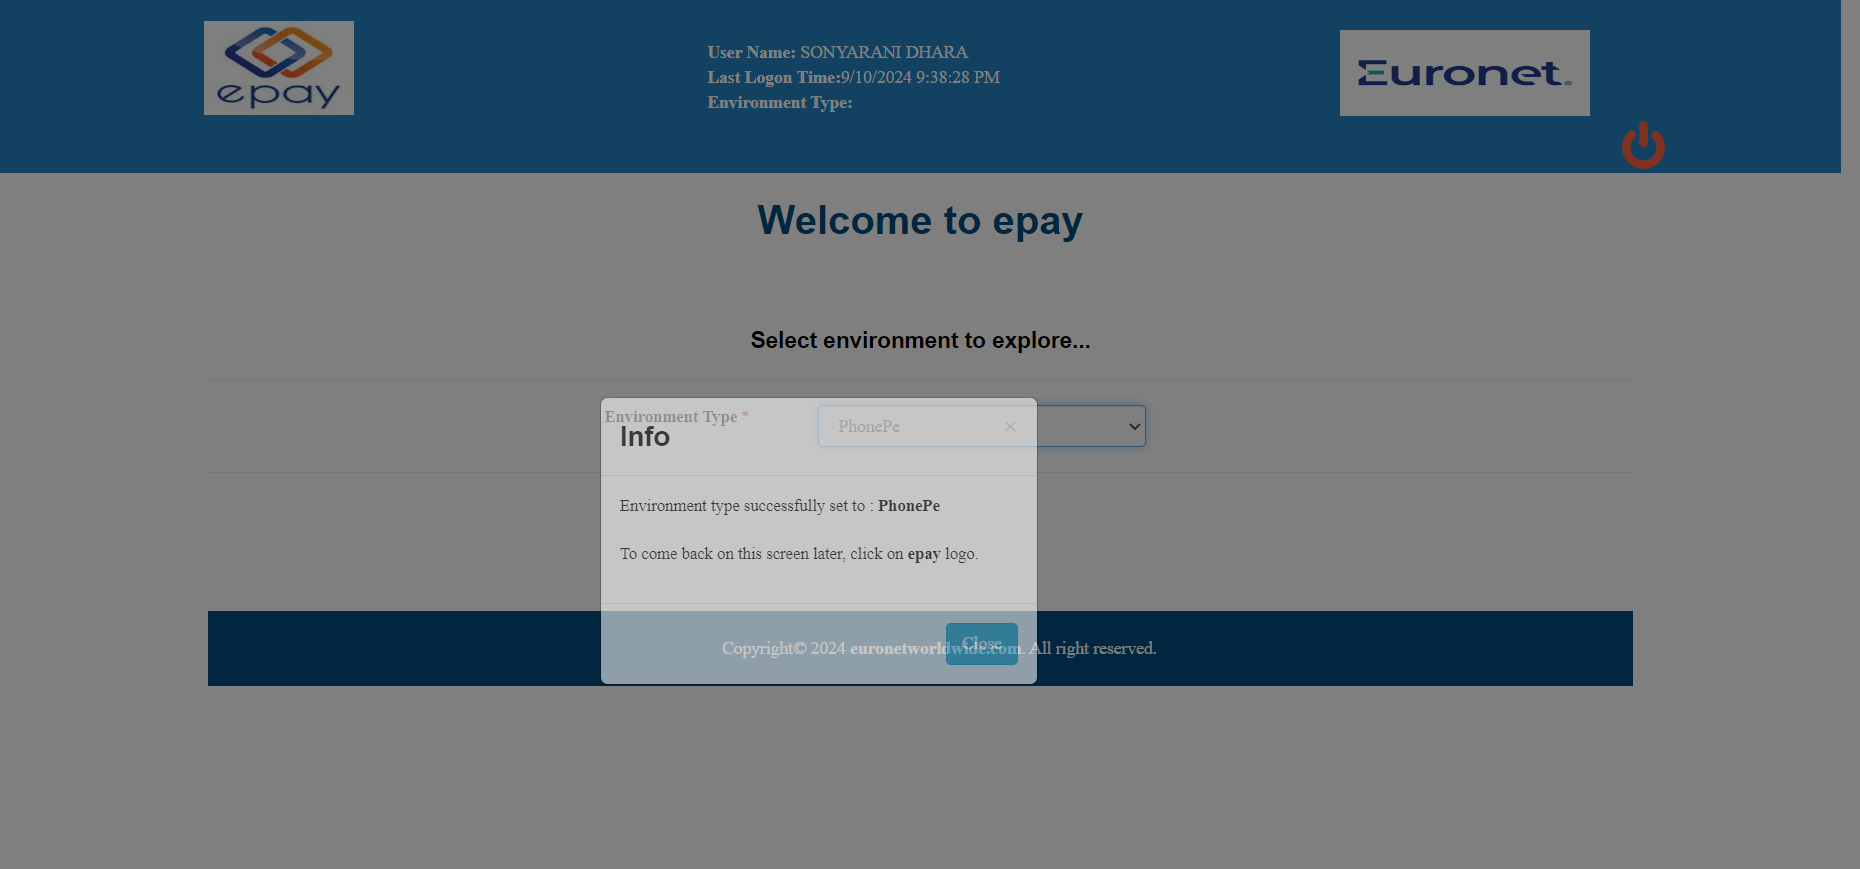 epay
User Name: SONYARANI DHARA
Last Logon Time:9/10/2024 9:38:28 PM
Environment Type:
Euronet®
Welcome to epay
Select environment to explore...
Environment Type *
PhonePe
Info
×
Environment type successfully set to : PhonePe
To come back on this screen later, click on epay logo.
Close
Copyright© 2024 euronetworldwide.com. All right reserved.